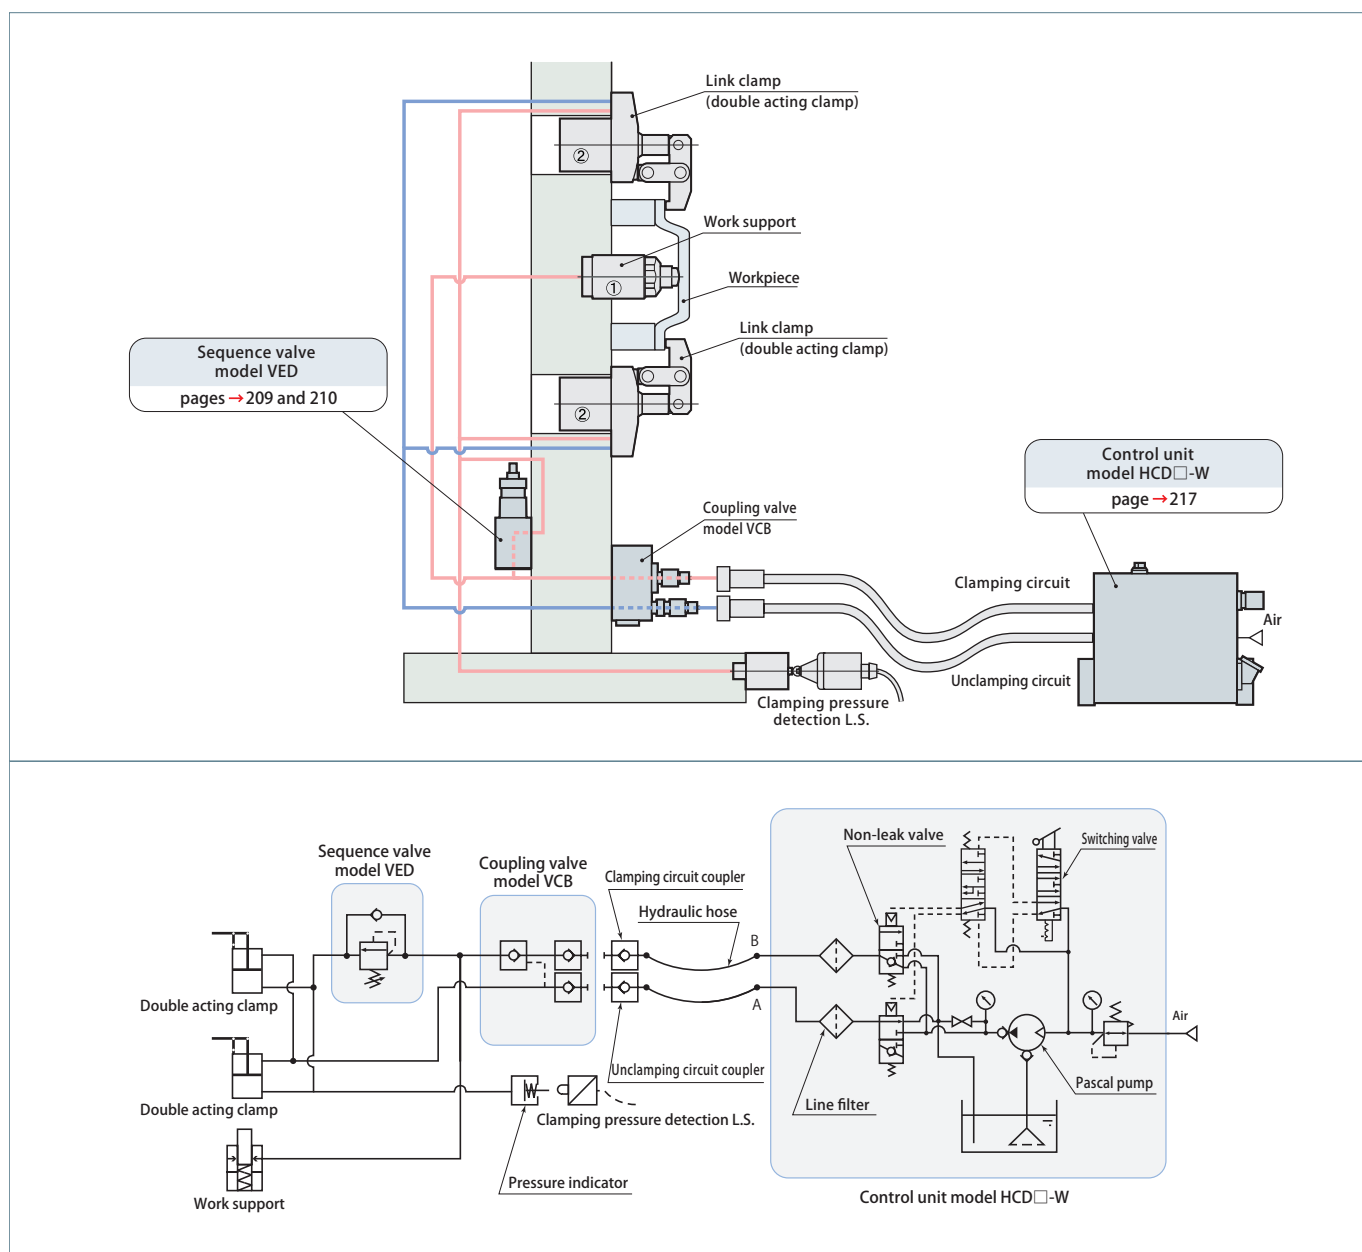 Link clamp
(double acting clamp)
②
Work support
①
Workpiece
Link clamp
(double acting clamp)
Sequence valve
model VED
pages → 209 and 210
②
Control unit
model HCD□-W
page → 217
Coupling valve
model VCB
Clamping circuit
Air
Unclamping circuit
Clamping pressure
detection L.S.
Non-leak valve
Switching valve
Sequence valve
model VED
Coupling valve
model VCB
Clamping circuit coupler
Hydraulic hose
B
A
Double acting clamp
Air
Unclamping circuit coupler
Pascal pump
Double acting clamp
Line filter
Clamping pressure detection L.S.
Pressure indicator
Work support
Control unit model HCD□-W